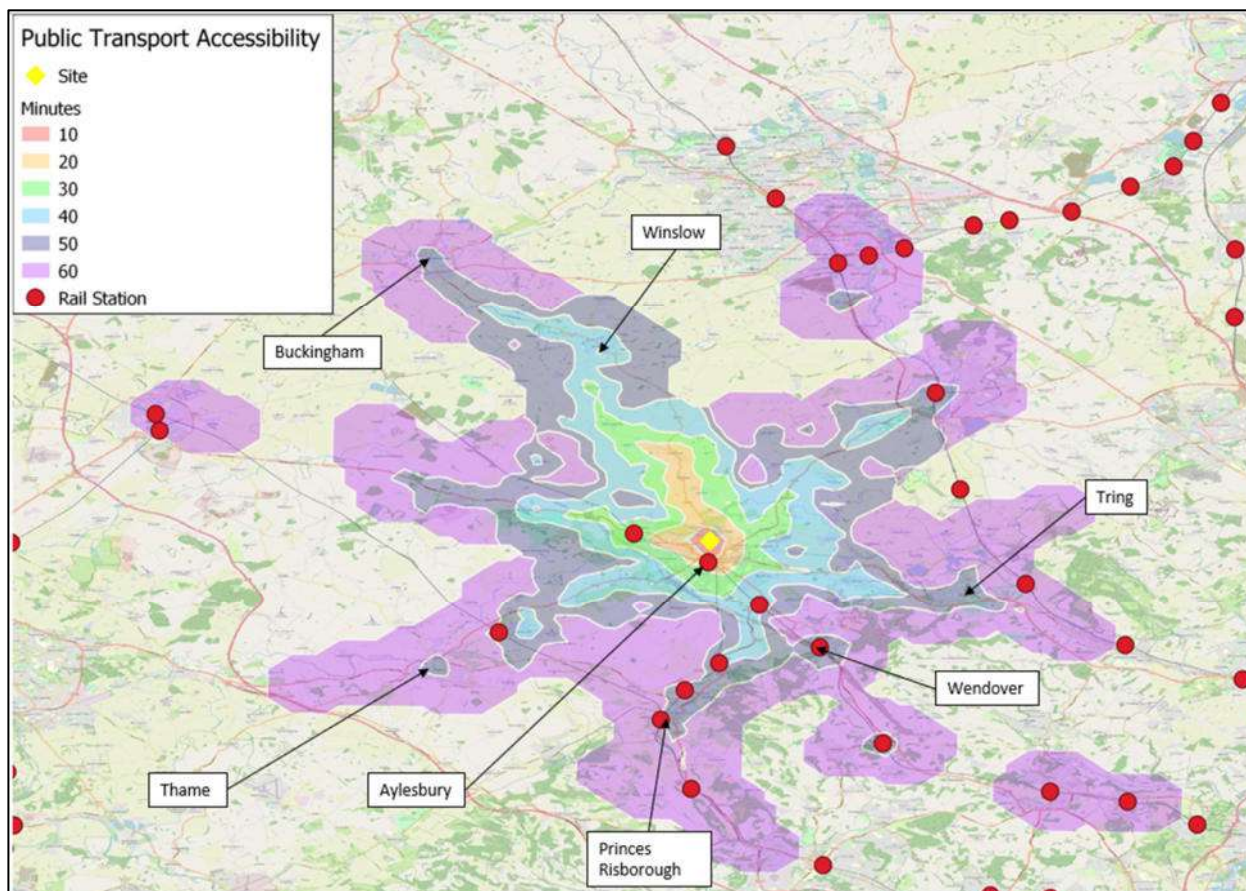 Public Transport Accessibility
Site
Minutes
10
20
30
40
50
60
Rail Station
Winslow
Buckingham
Tring
Wendover
Thame
Aylesbury
Princes
Risborough